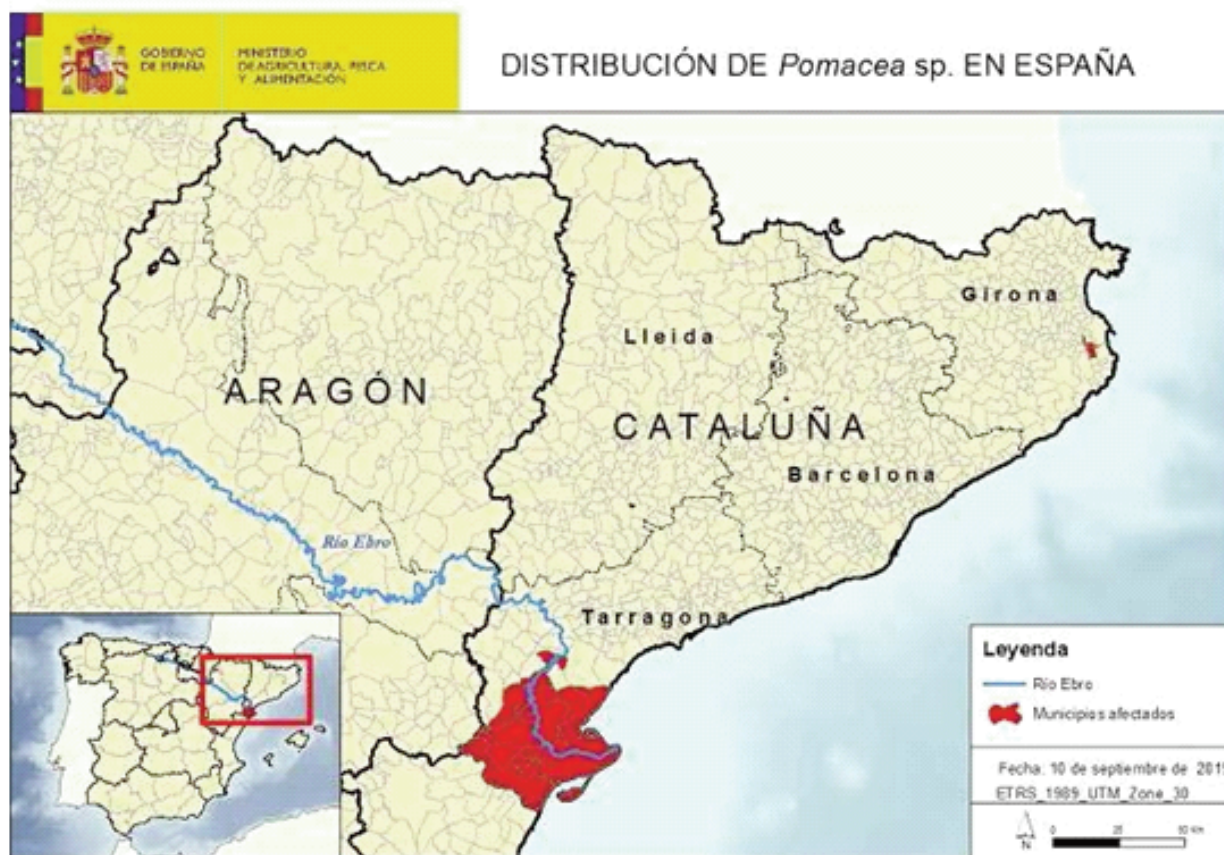 GOBIERNO
DE ESPAÑA
MINISTERIO
DE AGRICULTURA, PESCA
Y ALIMENTACIÓN
DISTRIBUCIÓN DE Pomacea sp. EN ESPAÑA
Girona
Lleida
ARAGÓN
CATALUÑA
Barcelona
Río Ebro
Tarragona
Leyenda
Río Ebro
Municipios afectados
Fecha: 10 de septiembre de 2019
ETRS_1989_UTM_Zone_30
N
0 25 50 Km